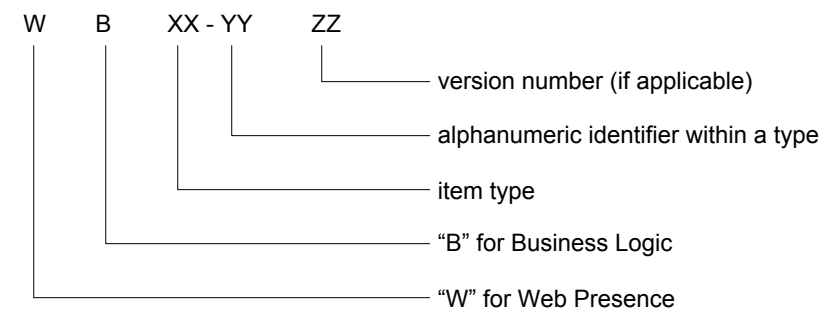 W B XX - YY ZZ
version number (if applicable)
alphanumeric identifier within a type
item type
“B” for Business Logic
“W” for Web Presence